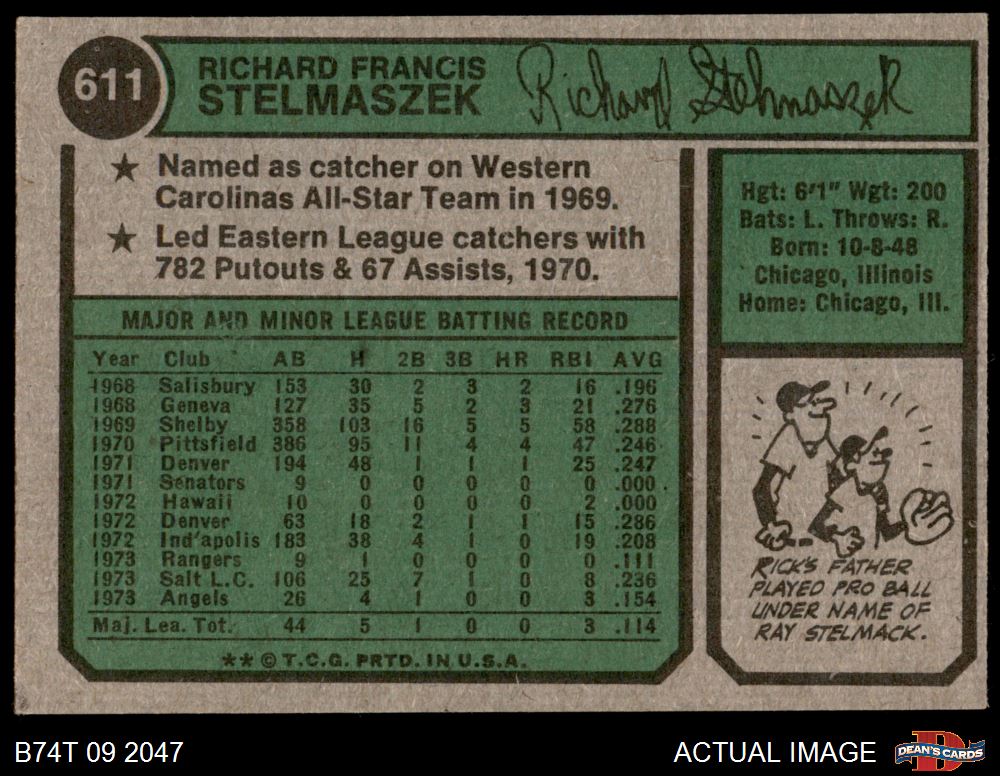 611
RICHARD FRANCIS
STELMASZEK
Richard Stelmaszek
★ Named as catcher on Western
Carolinas All-Star Team in 1969.
★ Led Eastern League catchers with
782 Putouts & 67 Assists, 1970.
Hgt: 6'1" Wgt: 200
Bats: L. Throws: R.
Born: 10-8-48
Chicago, Illinois
Home: Chicago, Ill.
MAJOR AND MINOR LEAGUE BATTING RECORD
Year Club AB H 2B 3B HR RBI AVG
1968 Salisbury 153 30 2 3 2 16 .196
1968 Geneva 127 35 5 2 3 21 .276
1969 Shelby 358 103 16 5 5 58 .288
1970 Pittsfield 386 95 11 4 4 47 .246
1971 Denver 194 48 1 1 1 25 .247
1971 Senators 9 0 0 0 0 0 .000
1972 Hawaii 10 0 0 0 0 2 .000
1972 Denver 63 18 2 1 1 15 .286
1972 Ind'apolis 183 38 4 1 0 19 .208
1973 Rangers 9 1 0 0 0 0 .111
1973 Salt L.C. 106 25 7 1 0 8 .236
1973 Angels 26 4 1 0 0 3 .154
Maj. Lea. Tot. 44 5 1 0 0 3 .114
** © T.C.G. PRTD. IN U.S.A.
RICK'S FATHER
PLAYED PRO BALL
UNDER NAME OF
RAY STELMACK.
B74T 09 2047
ACTUAL IMAGE
DEAN'S CARDS